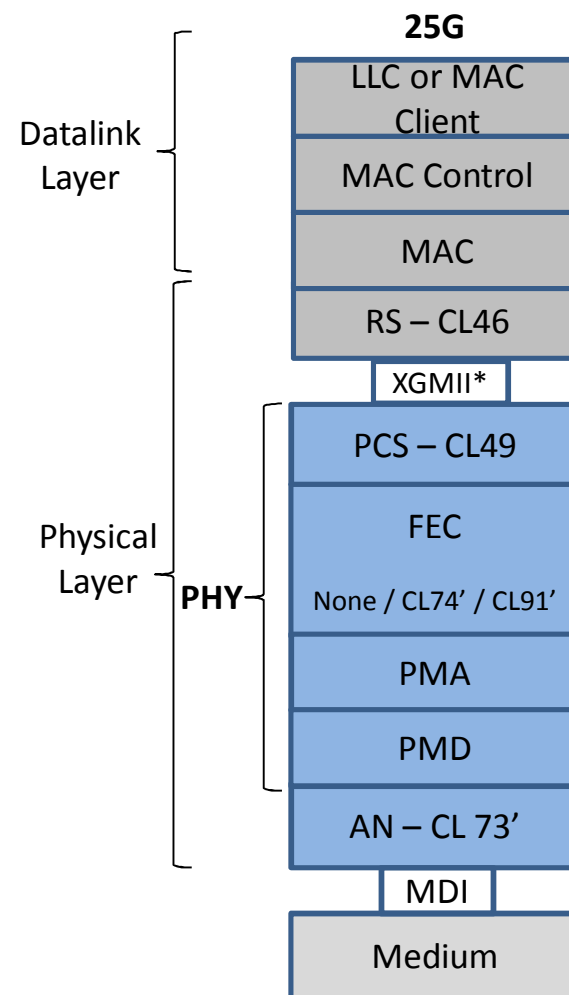 25G
LLC or MAC
Client
Datalink
Layer
MAC Control
MAC
RS – CL46
XGMII*
PCS – CL49
FEC
Physical
Layer
PHY
None / CL74’ / CL91’
PMA
PMD
AN – CL 73’
MDI
Medium